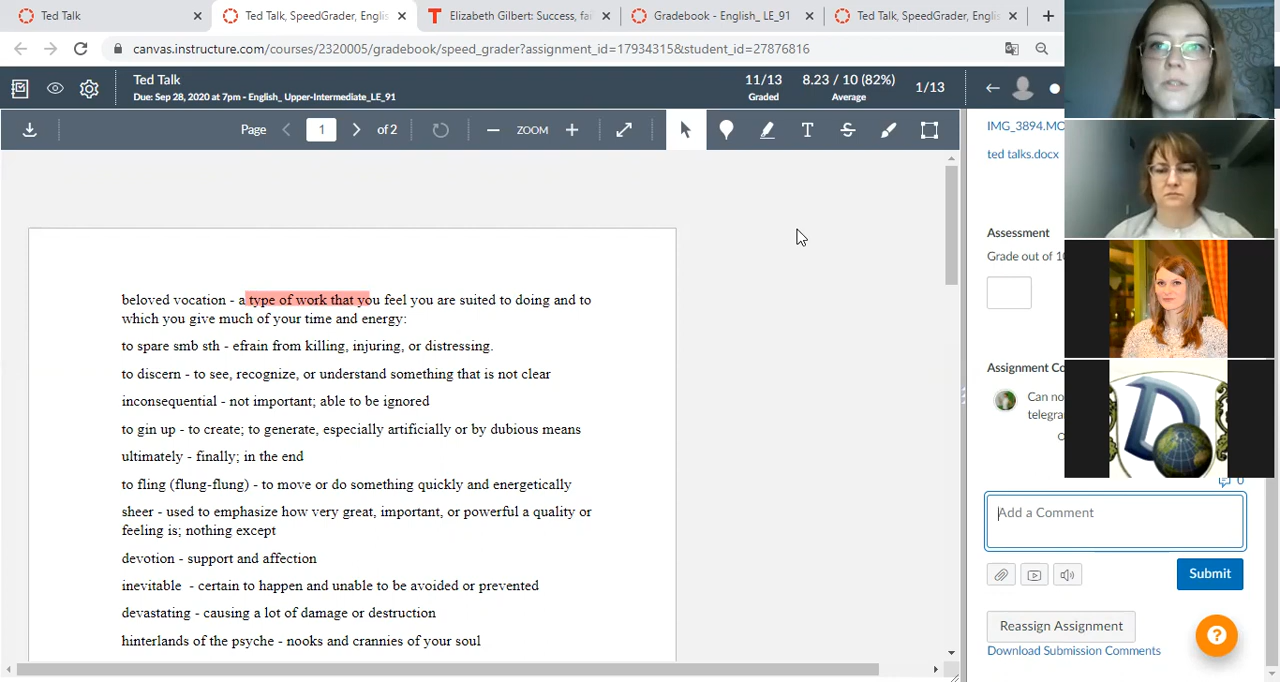 Ted Talk
Ted Talk, SpeedGrader, Englis
Elizabeth Gilbert: Success, fai
Gradebook - English_ LE_91
Ted Talk, SpeedGrader, Englis
canvas.instructure.com/courses/2320005/gradebook/speed_grader?assignment_id=17934315&student_id=27876816
Ted Talk
Due: Sep 28, 2020 at 7pm - English_ Upper-Intermediate_LE_91
11/13
Graded
8.23 / 10 (82%)
Average
1/13
Page
1
of 2
ZOOM
IMG_3894.MO
ted talks.docx
Assessment
Grade out of 10
Assignment Co
Can no
telegra
beloved vocation - a type of work that you feel you are suited to doing and to
which you give much of your time and energy:
to spare smb sth - efrain from killing, injuring, or distressing.
to discern - to see, recognize, or understand something that is not clear
inconsequential - not important; able to be ignored
to gin up - to create; to generate, especially artificially or by dubious means
ultimately - finally; in the end
to fling (flung-flung) - to move or do something quickly and energetically
sheer - used to emphasize how very great, important, or powerful a quality or
feeling is; nothing except
devotion - support and affection
inevitable - certain to happen and unable to be avoided or prevented
devastating - causing a lot of damage or destruction
hinterlands of the psyche - nooks and crannies of your soul
D
0
Add a Comment
Submit
Reassign Assignment
Download Submission Comments